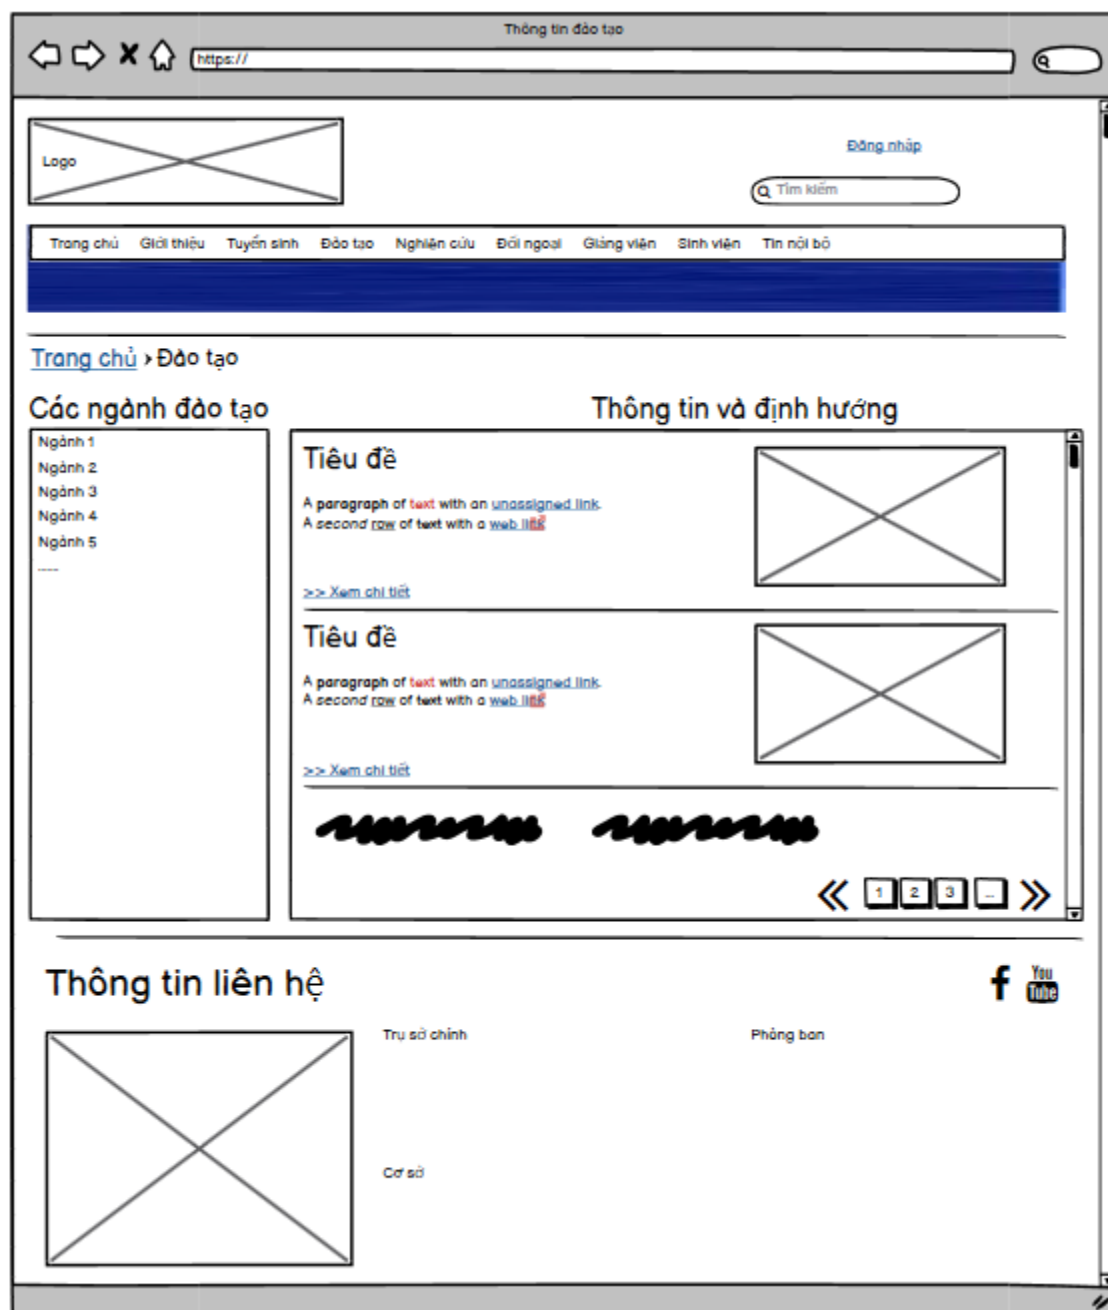 Thông tin đào tạo
https://
Logo
Đăng nhập
Tìm kiếm
Trang chủ Giới thiệu Tuyển sinh Đào tạo Nghiên cứu Đối ngoại Giảng viên Sinh viên Tin nội bộ
Trang chủ › Đào tạo
Các ngành đào tạo
Thông tin và định hướng
Ngành 1
Ngành 2
Ngành 3
Ngành 4
Ngành 5
.....
Tiêu đề
A paragraph of text with an unassigned link.
A second row of text with a web link
>> Xem chi tiết
Tiêu đề
A paragraph of text with an unassigned link.
A second row of text with a web link
>> Xem chi tiết
1 2 3 ...
Thông tin liên hệ
f You Tube
Trụ sở chính
Phòng ban
Cơ sở